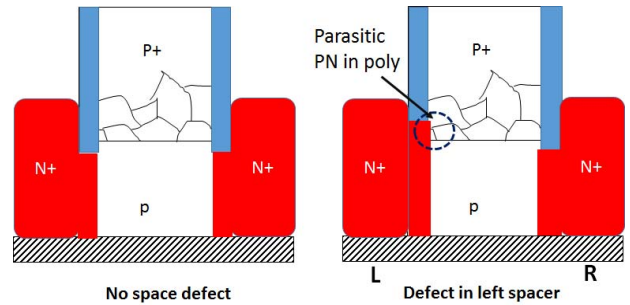 P+
N+
N+
p
No space defect
Parasitic
PN in poly
P+
N+
N+
p
L
R
Defect in left spacer